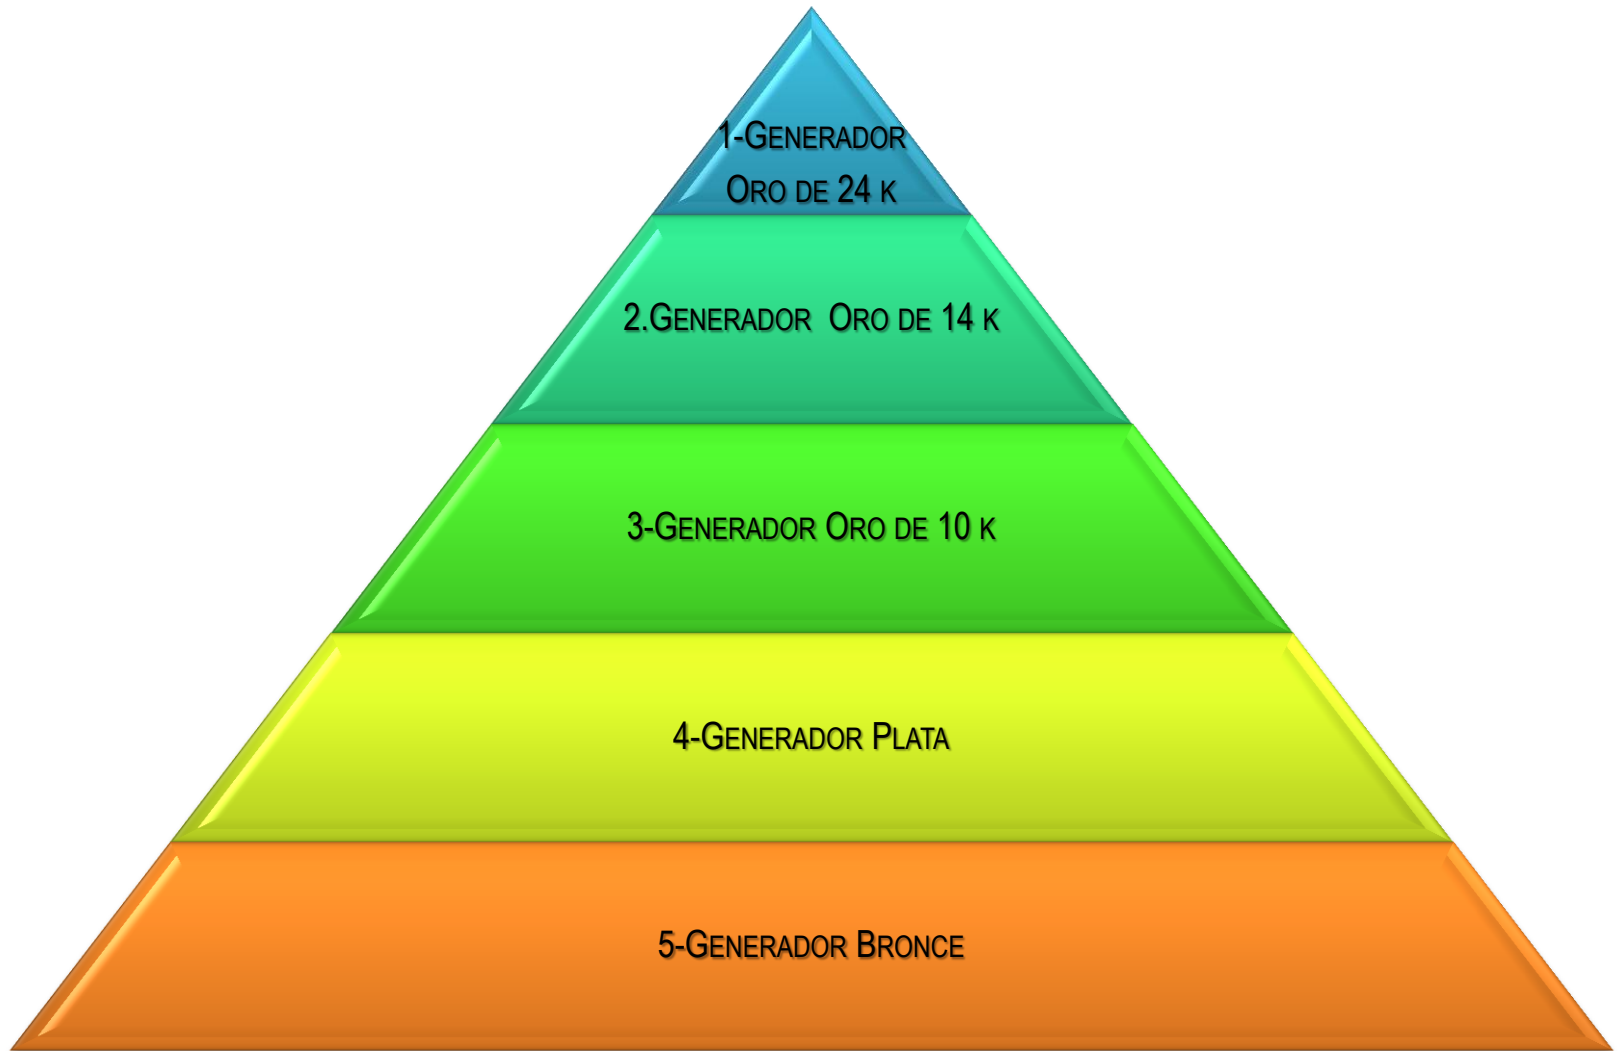 1-Generador
Oro de 24 k
2.Generador  Oro de 14 k
3-Generador Oro de 10 k
4-Generador Plata
5-Generador Bronce